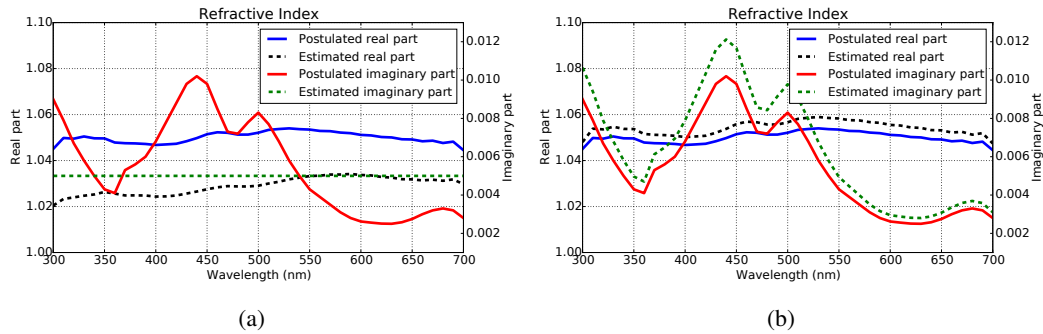 Refractive Index
1.10
1.08
1.06
1.04
1.02
1.00
Real part
Postulated real part
Estimated real part
Postulated imaginary part
Estimated imaginary part
0.012
0.010
0.008
0.006
0.004
0.002
Imaginary part
300 350 400 450 500 550 600 650 700
Wavelength (nm)
(a)
Refractive Index
1.10
1.08
1.06
1.04
1.02
1.00
Real part
Postulated real part
Estimated real part
Postulated imaginary part
Estimated imaginary part
0.012
0.010
0.008
0.006
0.004
0.002
Imaginary part
300 350 400 450 500 550 600 650 700
Wavelength (nm)
(b)